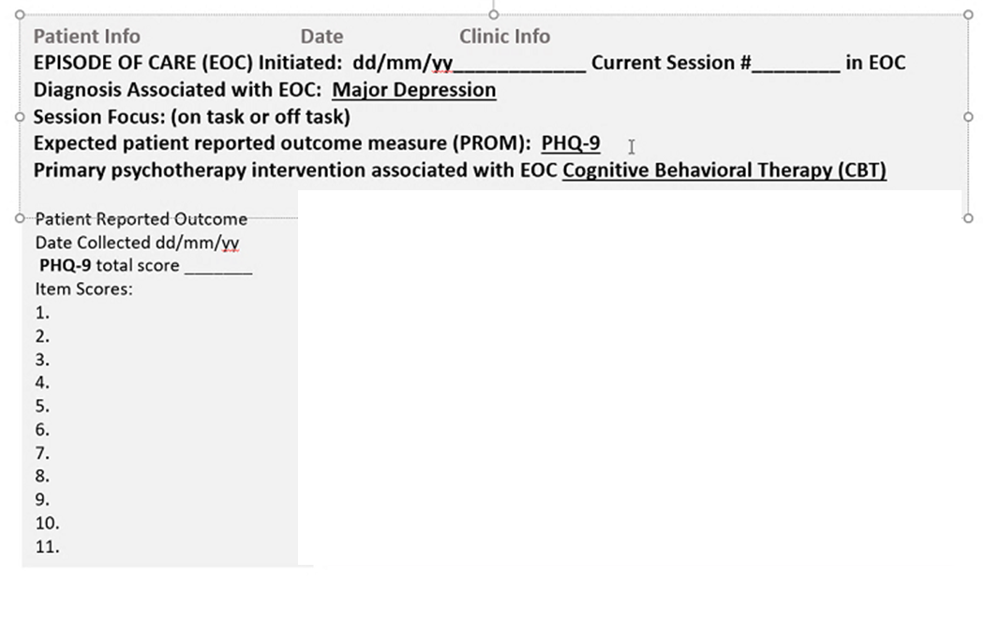 Patient Info Date Clinic Info
EPISODE OF CARE (EOC) Initiated: dd/mm/yy_____________ Current Session #________ in EOC
Diagnosis Associated with EOC: Major Depression
Session Focus: (on task or off task)
Expected patient reported outcome measure (PROM): PHQ-9
Primary psychotherapy intervention associated with EOC Cognitive Behavioral Therapy (CBT)
Patient Reported Outcome
Date Collected dd/mm/yy
PHQ-9 total score _______
Item Scores:
1.
2.
3.
4.
5.
6.
7.
8.
9.
10.
11.